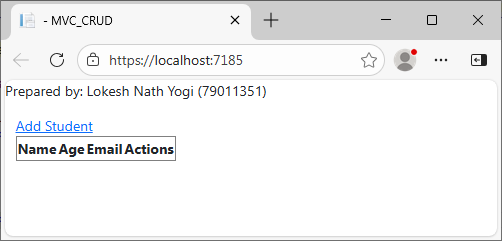 - MVC_CRUD
https://localhost:7185
Prepared by: Lokesh Nath Yogi (79011351)
Add Student
Name Age Email Actions